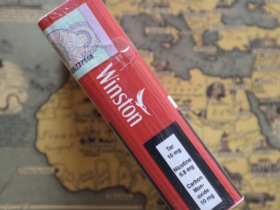 Winston
Tar
10 mg
Nicotine
0.8 mg
Carbon
Mon-
oxide
10 mg